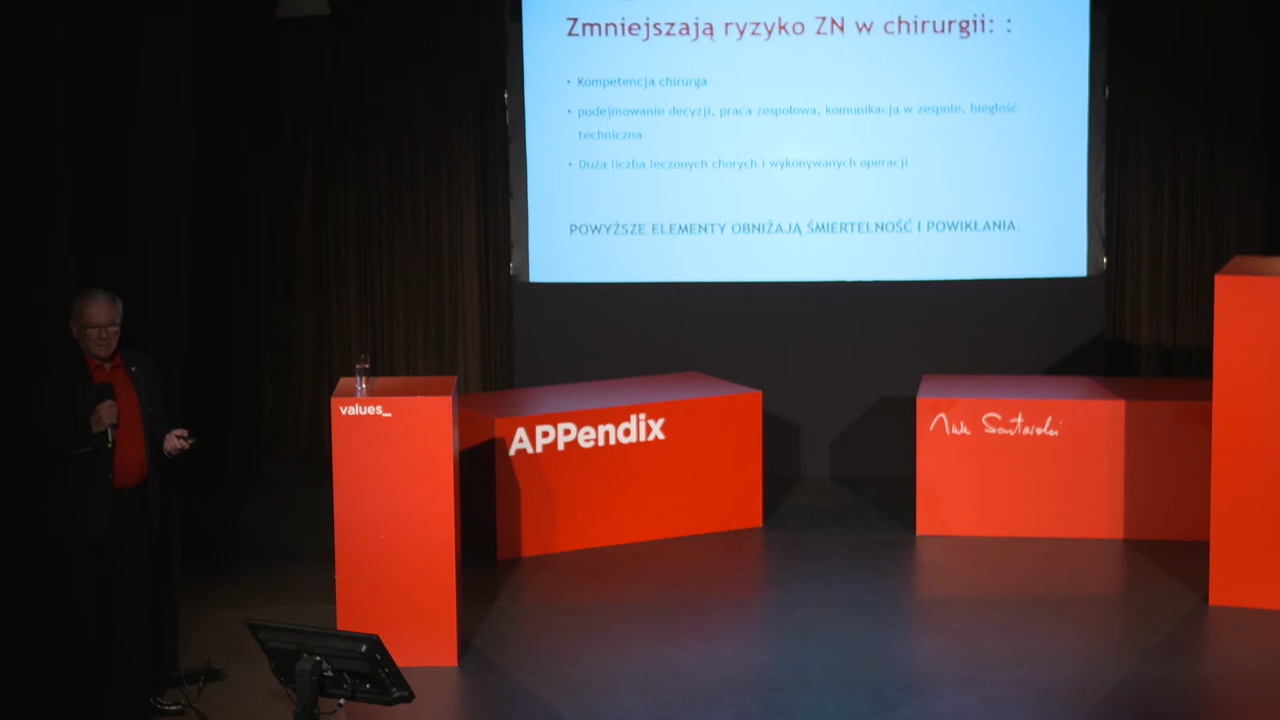 Zmniejszają ryzyko ZN w chirurgii: :
• Kompetencja chirurga
• podejmowanie decyzji, praca zespołowa, komunikacja w zespole, biegłość
techniczna
• Duża liczba leczonych chorych i wykonywanych operacji
POWYŻSZE ELEMENTY OBNIŻAJĄ ŚMIERTELNOŚĆ I POWIKŁANIA.
values_
APPendix